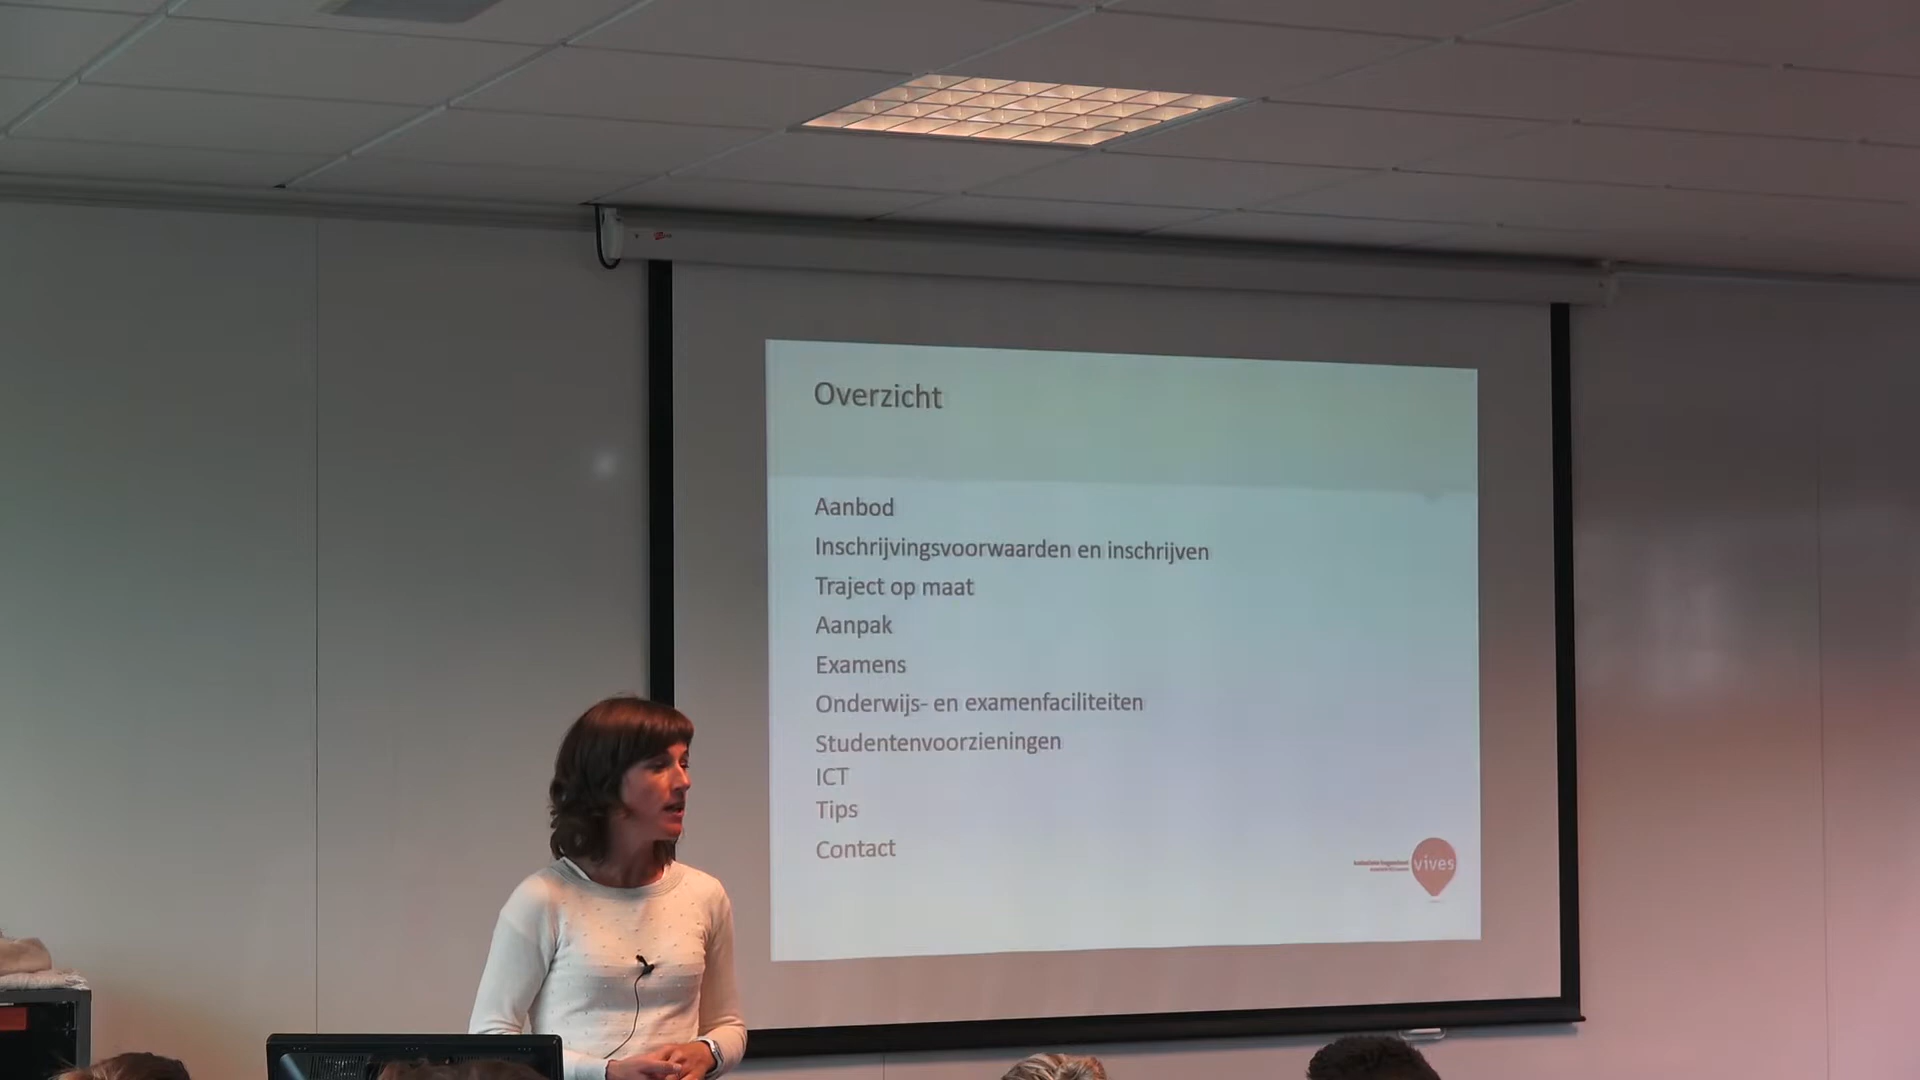 Overzicht
Aanbod
Inschrijvingsvoorwaarden en inschrijven
Traject op maat
Aanpak
Examens
Onderwijs- en examenfaciliteiten
Studentenvoorzieningen
ICT
Tips
Contact
vives